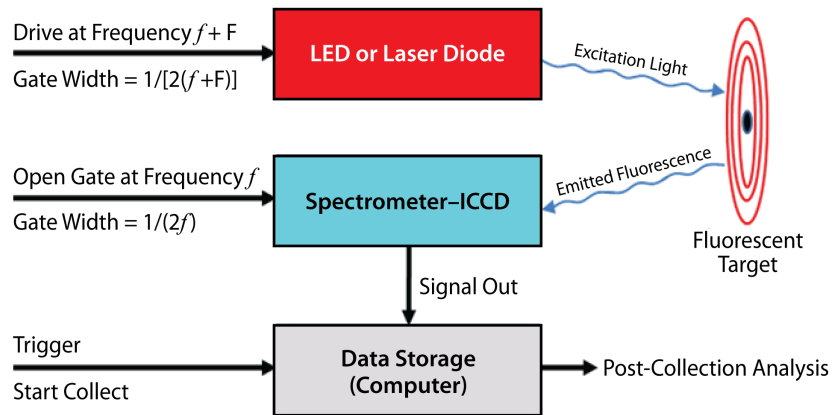 Drive at Frequency f + F
Gate Width = 1/[2(f+F)]
LED or Laser Diode
Excitation Light
Open Gate at Frequency f
Gate Width = 1/(2f)
Spectrometer–ICCD
Emitted Fluorescence
Fluorescent
Target
Signal Out
Trigger
Start Collect
Data Storage
(Computer)
Post-Collection Analysis